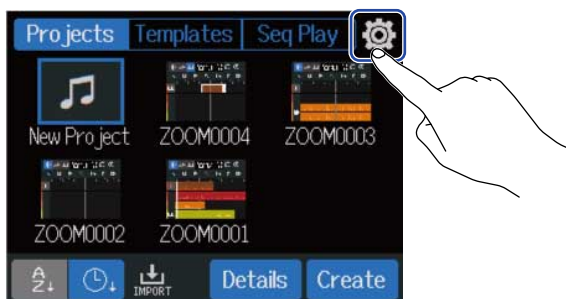 Projects Templates Seq Play
New Project ZOOM0004 ZOOM0003
ZOOM0002 ZOOM0001
A Z↓ IMPORT Details Create